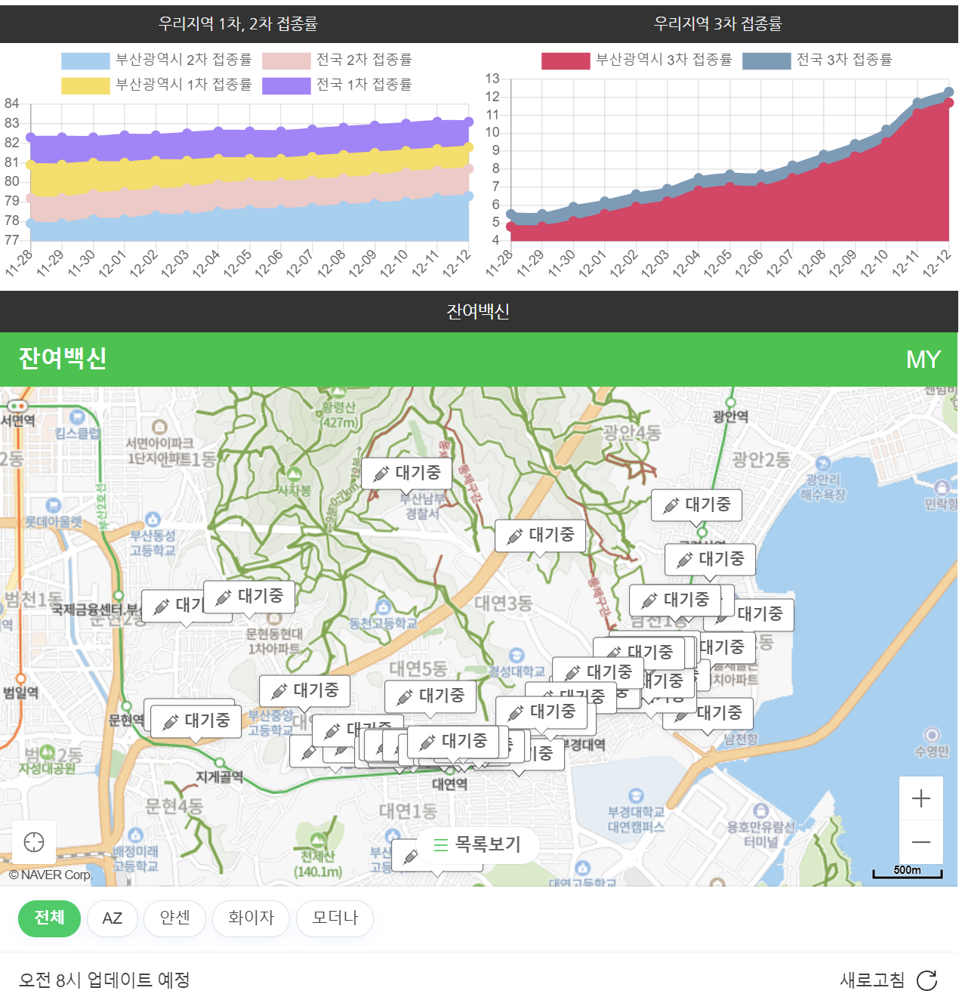 우리지역 1차, 2차 접종률
우리지역 3차 접종률
부산광역시 2차 접종률 전국 2차 접종률
부산광역시 1차 접종률 전국 1차 접종률
84
83
82
81
80
79
78
77
11-28 11-29 11-30 12-01 12-02 12-03 12-04 12-05 12-06 12-07 12-08 12-09 12-10 12-11 12-12
부산광역시 3차 접종률 전국 3차 접종률
13
12
11
10
9
8
7
6
5
4
11-28 11-29 11-30 12-01 12-02 12-03 12-04 12-05 12-06 12-07 12-08 12-09 12-10 12-11 12-12
잔여백신
잔여백신 MY
황령산
(427m)
광안역
서면역
킴스클럽
서면아이파크
1단지아파트
광안4동
광안2동
광안리
해수욕장
대기중
사자봉
부산2호선
부산남부
경찰서
통제구간
대기중
민락항
롯데아울렛
부산동성
고등학교
대기중
대기중
대기중
대기중
대기중
범천1동
국제금융센터.부산
대연3동
동천고등학교
문현동현대
1차아파트
통제구간
대기중
대기중
대연5동
경성대학교
대기중
범일역
대기중
대기중
대기중
대기중
문현역
대기중
부산중앙
고등학교
대기중
대기중
남천항
수영만
자성대공원
지게골역
대기중
부경대역
대연역
문현4동
대연1동
부경대학교
대연캠퍼스
용호만유람선
터미널
배정미래
고등학교
천제산
(140.1m)
목록보기
대연고등학교
© NAVER Corp.
500m
전체 AZ 얀센 화이자 모더나
오전 8시 업데이트 예정
새로고침